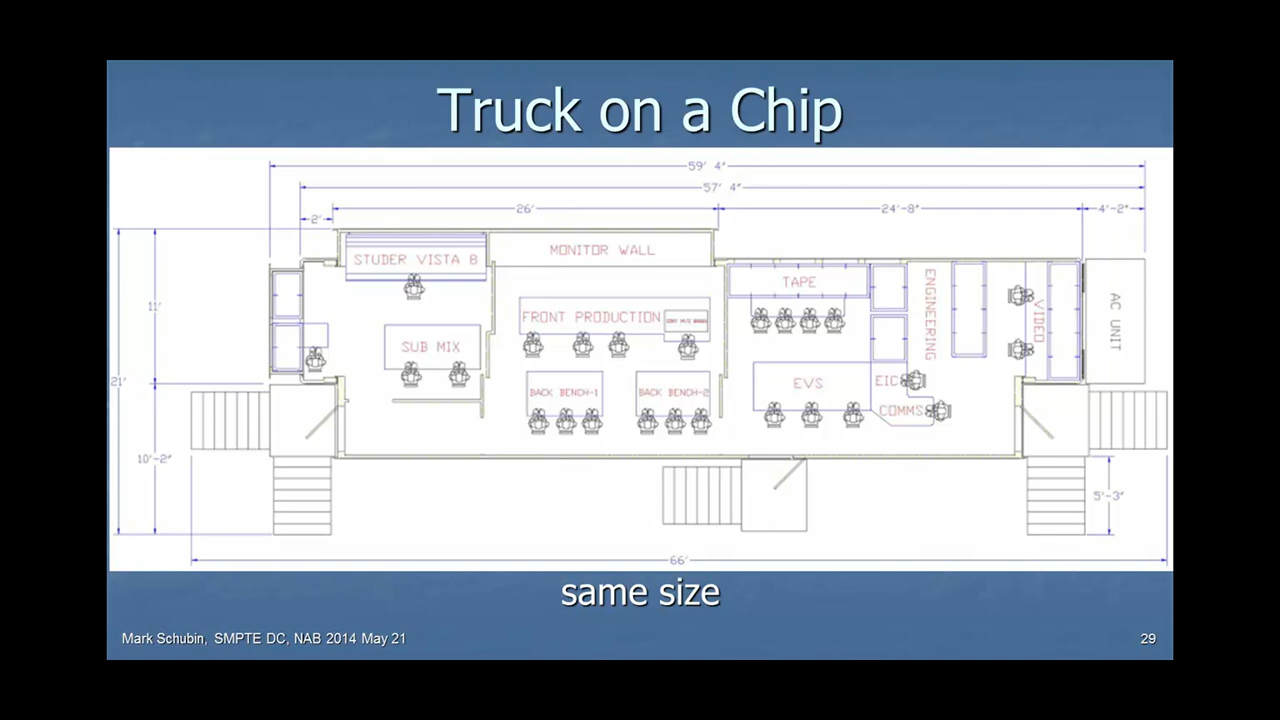 Truck on a Chip
59' 4"
57' 4"
2'
26'
24'-8"
4'-2"
STUDER VISTA 8
MONITOR WALL
TAPE
ENGINEERING
VIDEO
AC UNIT
11'
FRONT PRODUCTION
SUB MIX
21'
BACK BENCH-1
BACK BENCH-2
EVS
EIC
COMMS
10'-2"
5'-3"
66'
same size
Mark Schubin, SMPTE DC, NAB 2014 May 21
29